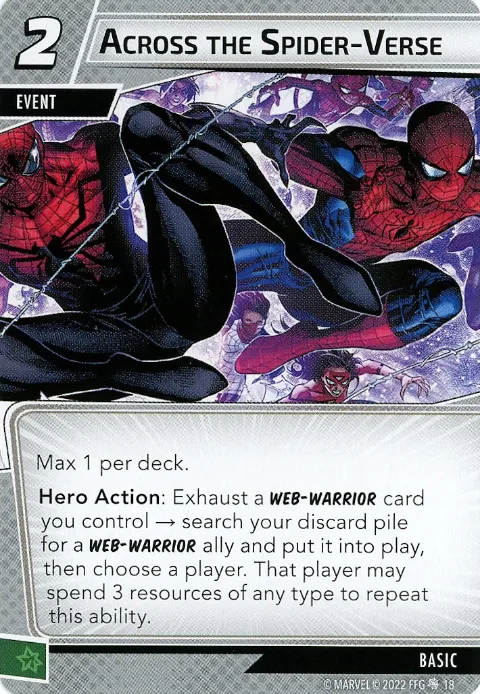 2
ACROSS THE SPIDER-VERSE
EVENT
Max 1 per deck.
Hero Action: Exhaust a WEB-WARRIOR card
you control → search your discard pile
for a WEB-WARRIOR ally and put it into play,
then choose a player. That player may
spend 3 resources of any type to repeat
this ability.
BASIC
© MARVEL © 2022 FFG 18